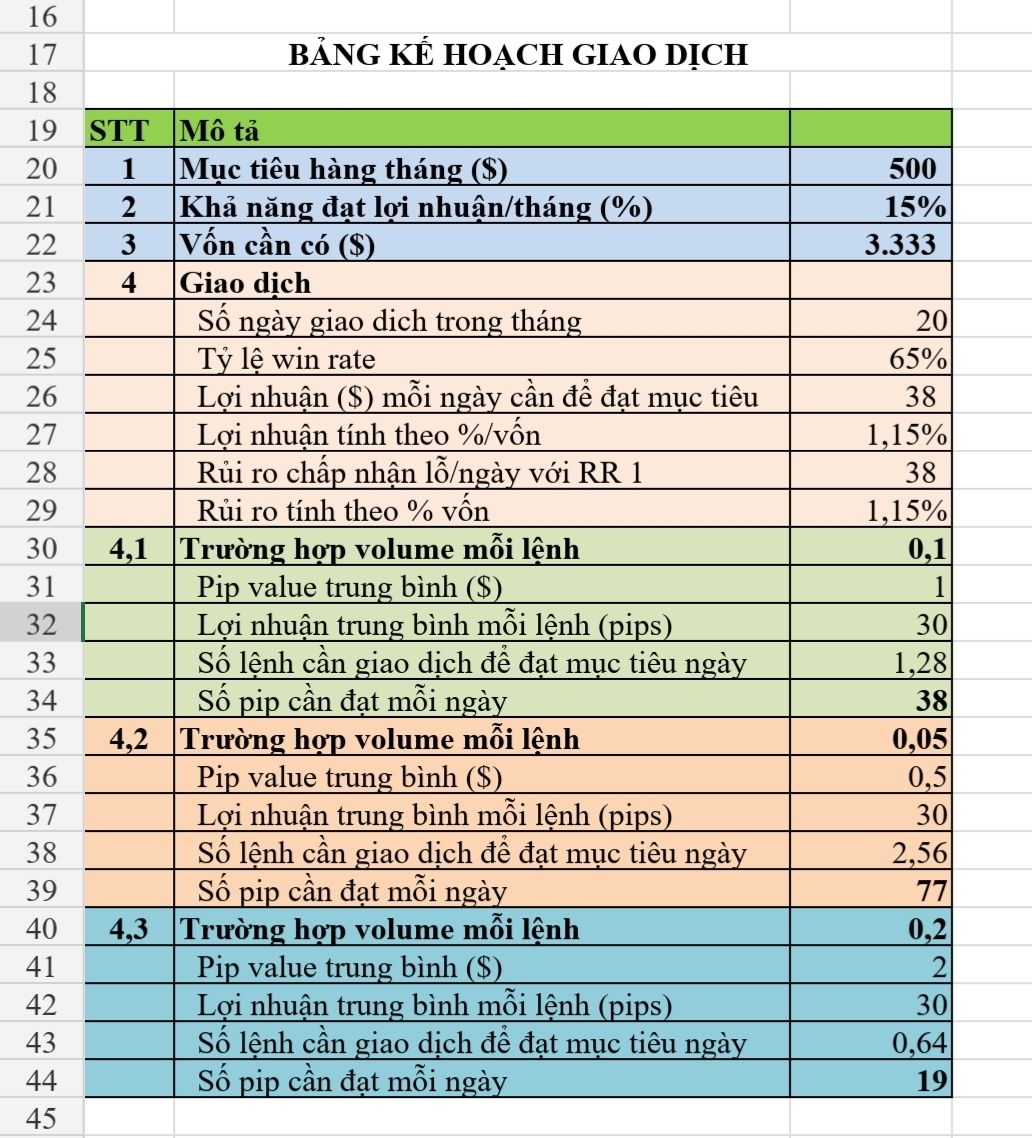 16
17 BẢNG KẾ HOẠCH GIAO DỊCH
18
19 STT Mô tả
20 1 Mục tiêu hàng tháng ($) 500
21 2 Khả năng đạt lợi nhuận/tháng (%) 15%
22 3 Vốn cần có ($) 3.333
23 4 Giao dịch
24 Số ngày giao dich trong tháng 20
25 Tỷ lệ win rate 65%
26 Lợi nhuận ($) mỗi ngày cần để đạt mục tiêu 38
27 Lợi nhuận tính theo %/vốn 1,15%
28 Rủi ro chấp nhận lỗ/ngày với RR 1 38
29 Rủi ro tính theo % vốn 1,15%
30 4,1 Trường hợp volume mỗi lệnh 0,1
31 Pip value trung bình ($) 1
32 Lợi nhuận trung bình mỗi lệnh (pips) 30
33 Số lệnh cần giao dịch để đạt mục tiêu ngày 1,28
34 Số pip cần đạt mỗi ngày 38
35 4,2 Trường hợp volume mỗi lệnh 0,05
36 Pip value trung bình ($) 0,5
37 Lợi nhuận trung bình mỗi lệnh (pips) 30
38 Số lệnh cần giao dịch để đạt mục tiêu ngày 2,56
39 Số pip cần đạt mỗi ngày 77
40 4,3 Trường hợp volume mỗi lệnh 0,2
41 Pip value trung bình ($) 2
42 Lợi nhuận trung bình mỗi lệnh (pips) 30
43 Số lệnh cần giao dịch để đạt mục tiêu ngày 0,64
44 Số pip cần đạt mỗi ngày 19
45